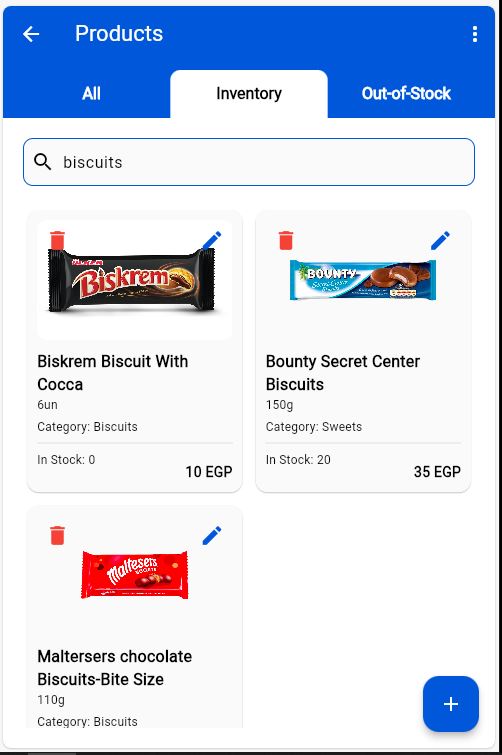 Products
All
Inventory
Out-of-Stock
biscuits
Biskrem
BOUNTY
Secret Center
Biscuits
Biskrem Biscuit With
Cocca
6un
Category: Biscuits
In Stock: 0
10 EGP
Bounty Secret Center
Biscuits
150g
Category: Sweets
In Stock: 20
35 EGP
Maltesers
BISCUITS
Maltersers chocolate
Biscuits-Bite Size
110g
Category: Biscuits